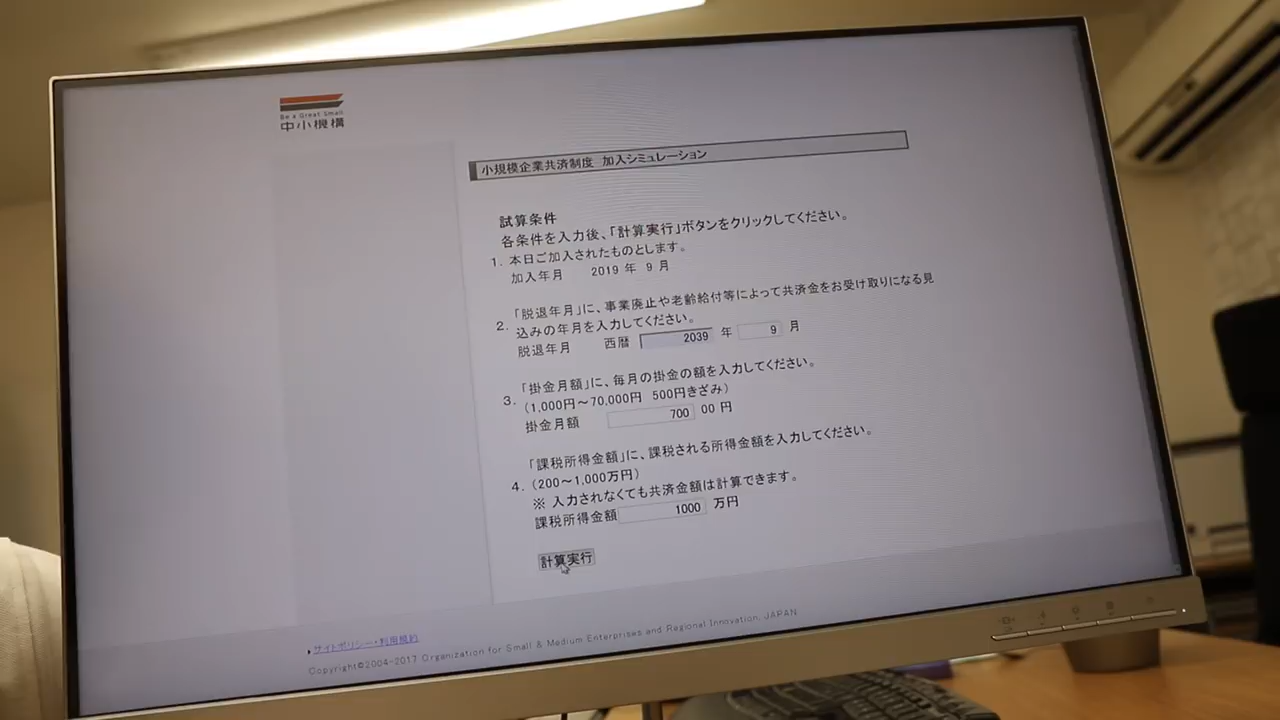 Be a Great Small
中小機構
小規模企業共済制度 加入シミュレーション
試算条件
各条件を入力後、「計算実行」ボタンをクリックしてください。
1. 本日ご加入されたものとします。
加入年月 2019 年 9 月
2. 「脱退年月」に、事業廃止や老齢給付等によって共済金をお受け取りになる見
込みの年月を入力してください。
脱退年月 西暦 2039 年 9 月
3. 「掛金月額」に、毎月の掛金の額を入力してください。
(1,000円～70,000円 500円きざみ)
掛金月額 700 00 円
4. 「課税所得金額」に、課税される所得金額を入力してください。
(200～1,000万円)
※ 入力されなくても共済金額は計算できます。
課税所得金額 1000 万円
計算実行
サイトポリシー・利用規約
Copyright©2004-2017 Organization for Small & Medium Enterprises and Regional Innovation, JAPAN